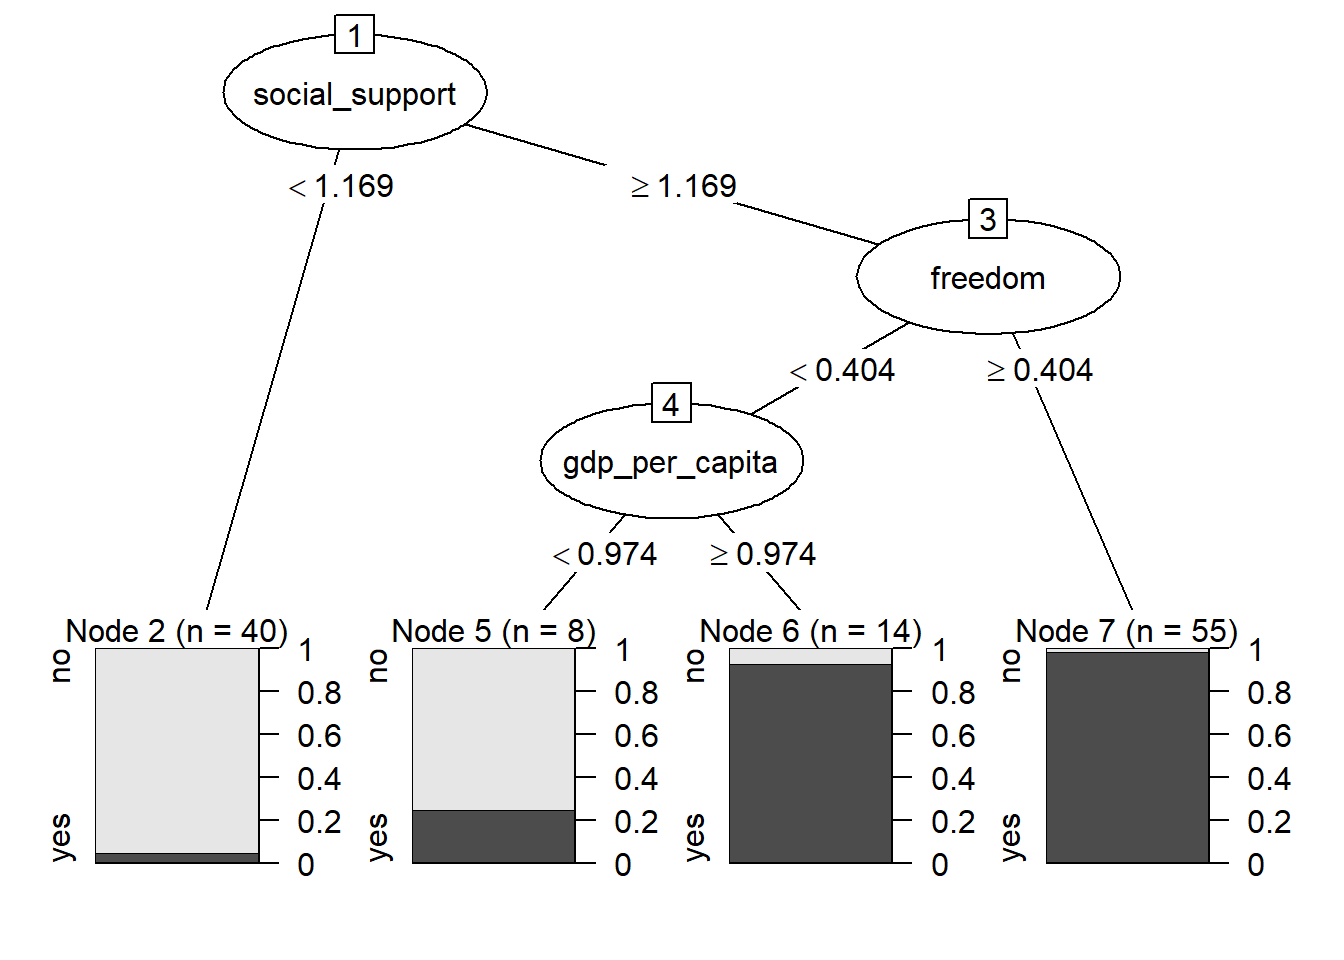 1
social_support
< 1.169
≥ 1.169
3
freedom
< 0.404
≥ 0.404
4
gdp_per_capita
< 0.974
≥ 0.974
Node 2 (n = 40)
no
yes
1
0.8
0.6
0.4
0.2
0
Node 5 (n = 8)
no
yes
1
0.8
0.6
0.4
0.2
0
Node 6 (n = 14)
no
yes
1
0.8
0.6
0.4
0.2
0
Node 7 (n = 55)
no
yes
1
0.8
0.6
0.4
0.2
0